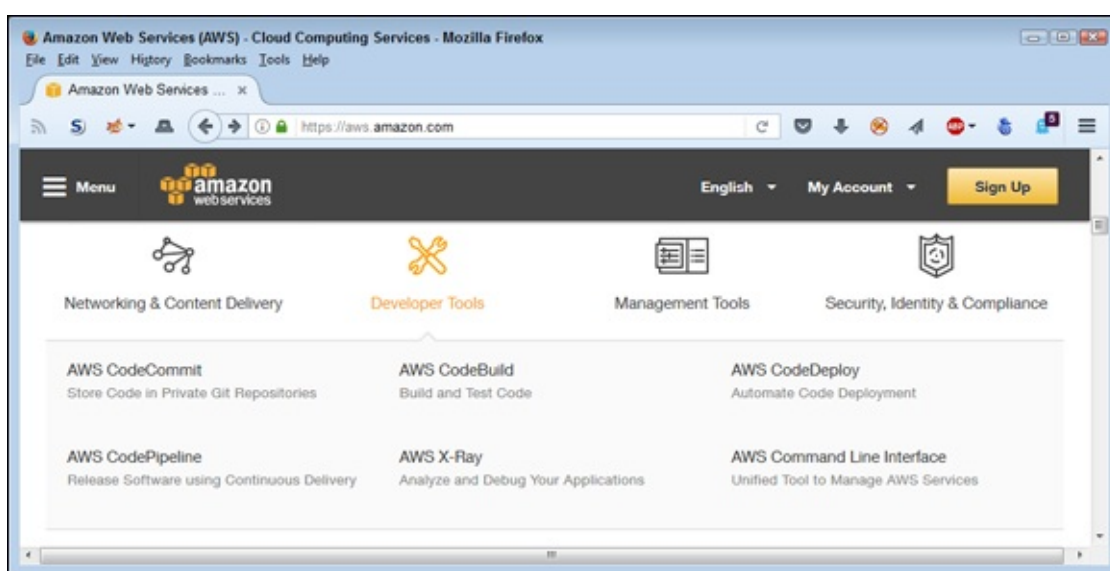 Amazon Web Services (AWS) - Cloud Computing Services - Mozilla Firefox
File Edit View History Bookmarks Tools Help
Amazon Web Services ... ×
S
https://aws.amazon.com
ABP
5
Menu
amazon
webservices
English
My Account
Sign Up
Networking & Content Delivery
Developer Tools
Management Tools
Security, Identity & Compliance
AWS CodeCommit
Store Code in Private Git Repositories
AWS CodeBuild
Build and Test Code
AWS CodeDeploy
Automate Code Deployment
AWS CodePipeline
Release Software using Continuous Delivery
AWS X-Ray
Analyze and Debug Your Applications
AWS Command Line Interface
Unified Tool to Manage AWS Services